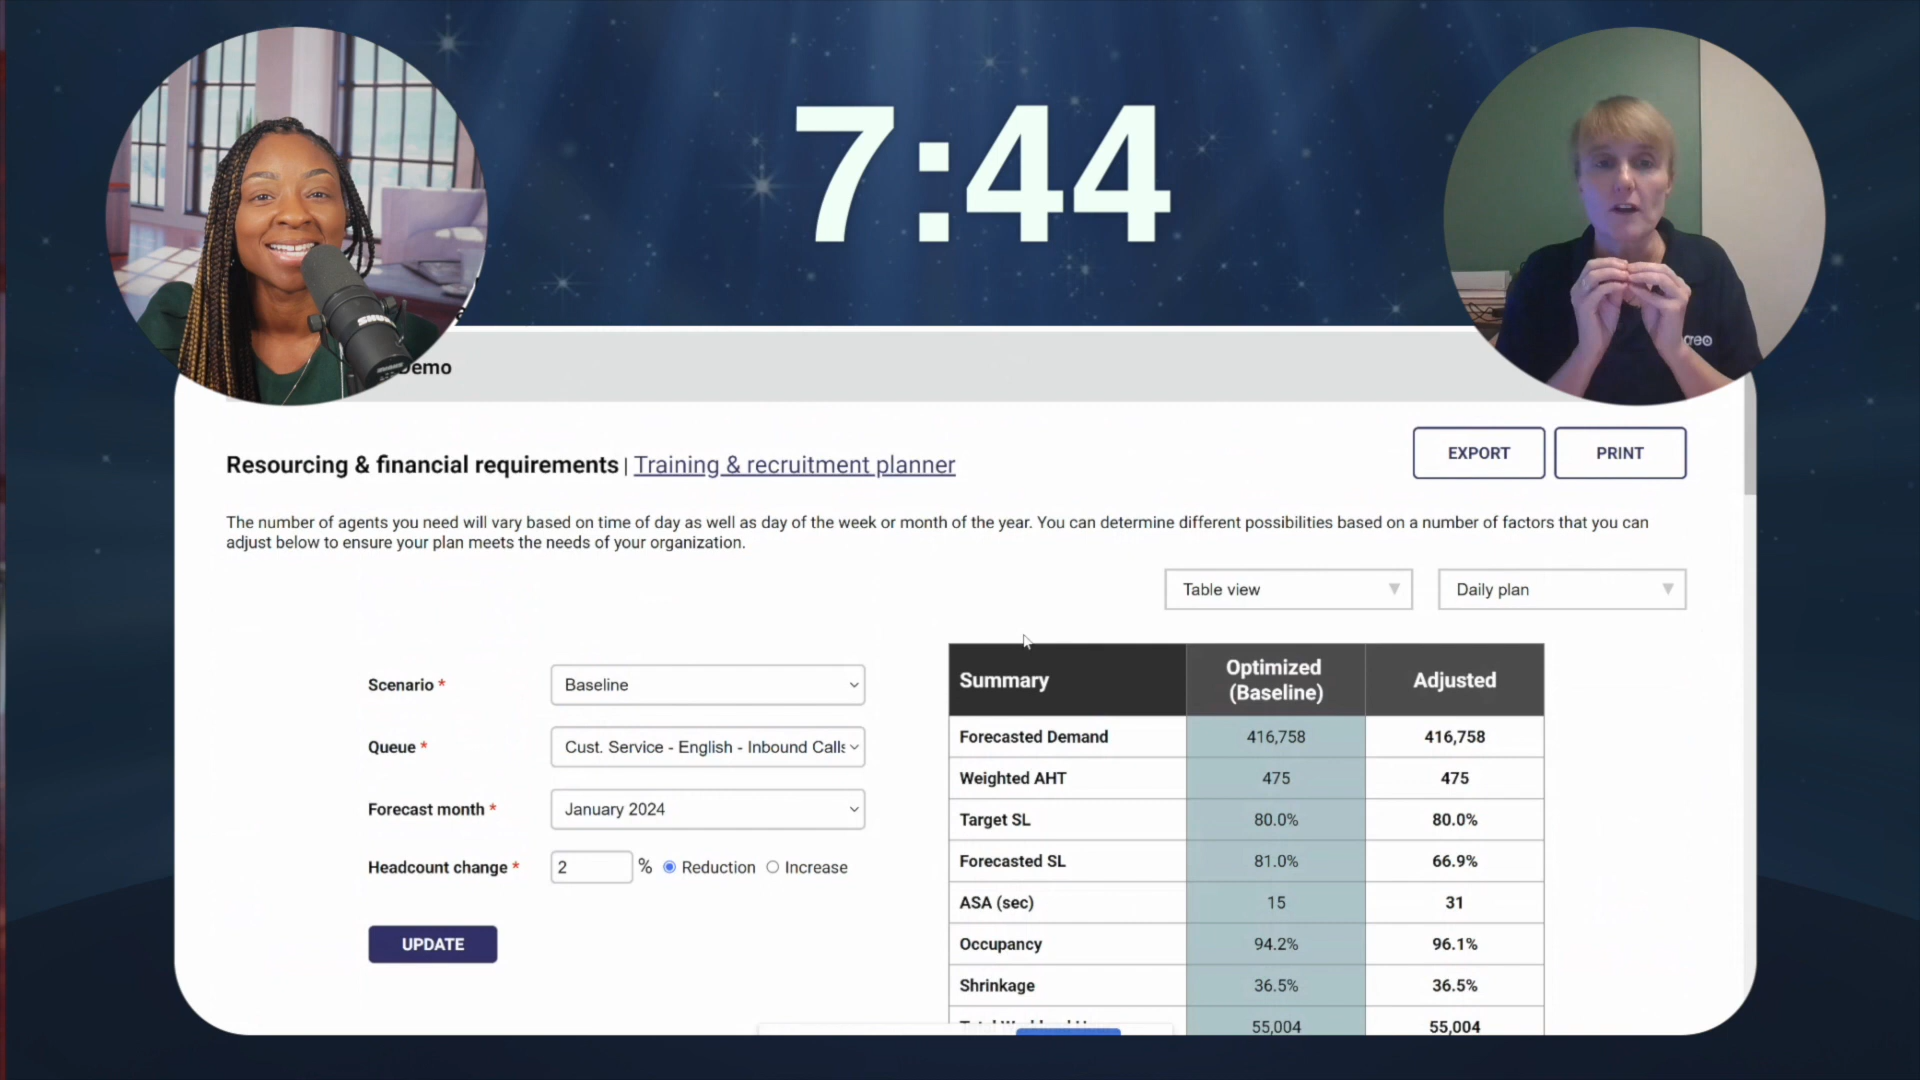 7:44
SHURE
creo
Demo
Resourcing & financial requirements | Training & recruitment planner
EXPORT
PRINT
The number of agents you need will vary based on time of day as well as day of the week or month of the year. You can determine different possibilities based on a number of factors that you can
adjust below to ensure your plan meets the needs of your organization.
Table view
Daily plan
Scenario *
Baseline
Queue *
Cust. Service - English - Inbound Calls
Forecast month *
January 2024
Headcount change *
2 % Reduction Increase
UPDATE
Summary Optimized (Baseline) Adjusted
Forecasted Demand 416,758 416,758
Weighted AHT 475 475
Target SL 80.0% 80.0%
Forecasted SL 81.0% 66.9%
ASA (sec) 15 31
Occupancy 94.2% 96.1%
Shrinkage 36.5% 36.5%
55,004 55,004